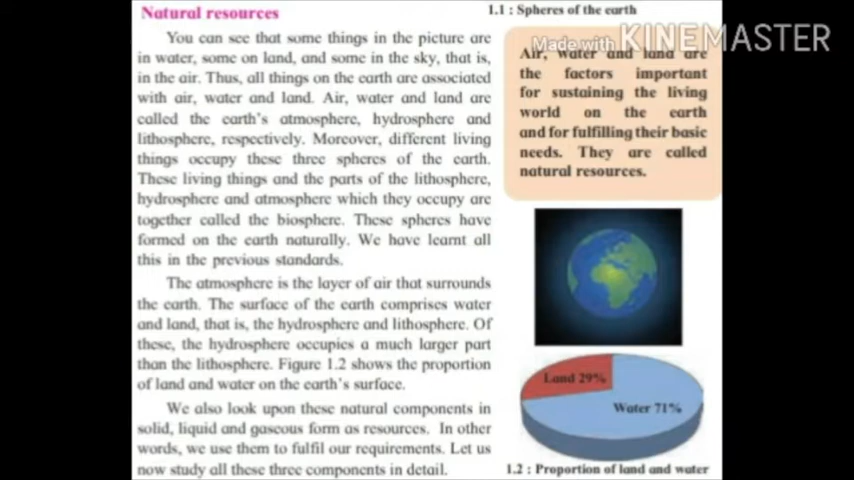 Natural resources
You can see that some things in the picture are
in water, some on land, and some in the sky, that is,
in the air. Thus, all things on the earth are associated
with air, water and land. Air, water and land are
called the earth's atmosphere, hydrosphere and
lithosphere, respectively. Moreover, different living
things occupy these three spheres of the earth.
These living things and the parts of the lithosphere,
hydrosphere and atmosphere which they occupy are
together called the biosphere. These spheres have
formed on the earth naturally. We have learnt all
this in the previous standards.
The atmosphere is the layer of air that surrounds
the earth. The surface of the earth comprises water
and land, that is, the hydrosphere and lithosphere. Of
these, the hydrosphere occupies a much larger part
than the lithosphere. Figure 1.2 shows the proportion
of land and water on the earth's surface.
We also look upon these natural components in
solid, liquid and gaseous form as resources. In other
words, we use them to fulfil our requirements. Let us
now study all these three components in detail.
1.1 : Spheres of the earth
Made with KINEMASTER
Air, water and land are
the factors important
for sustaining the living
world on the earth
and for fulfilling their basic
needs. They are called
natural resources.
Land 29%
Water 71%
1.2 : Proportion of land and water